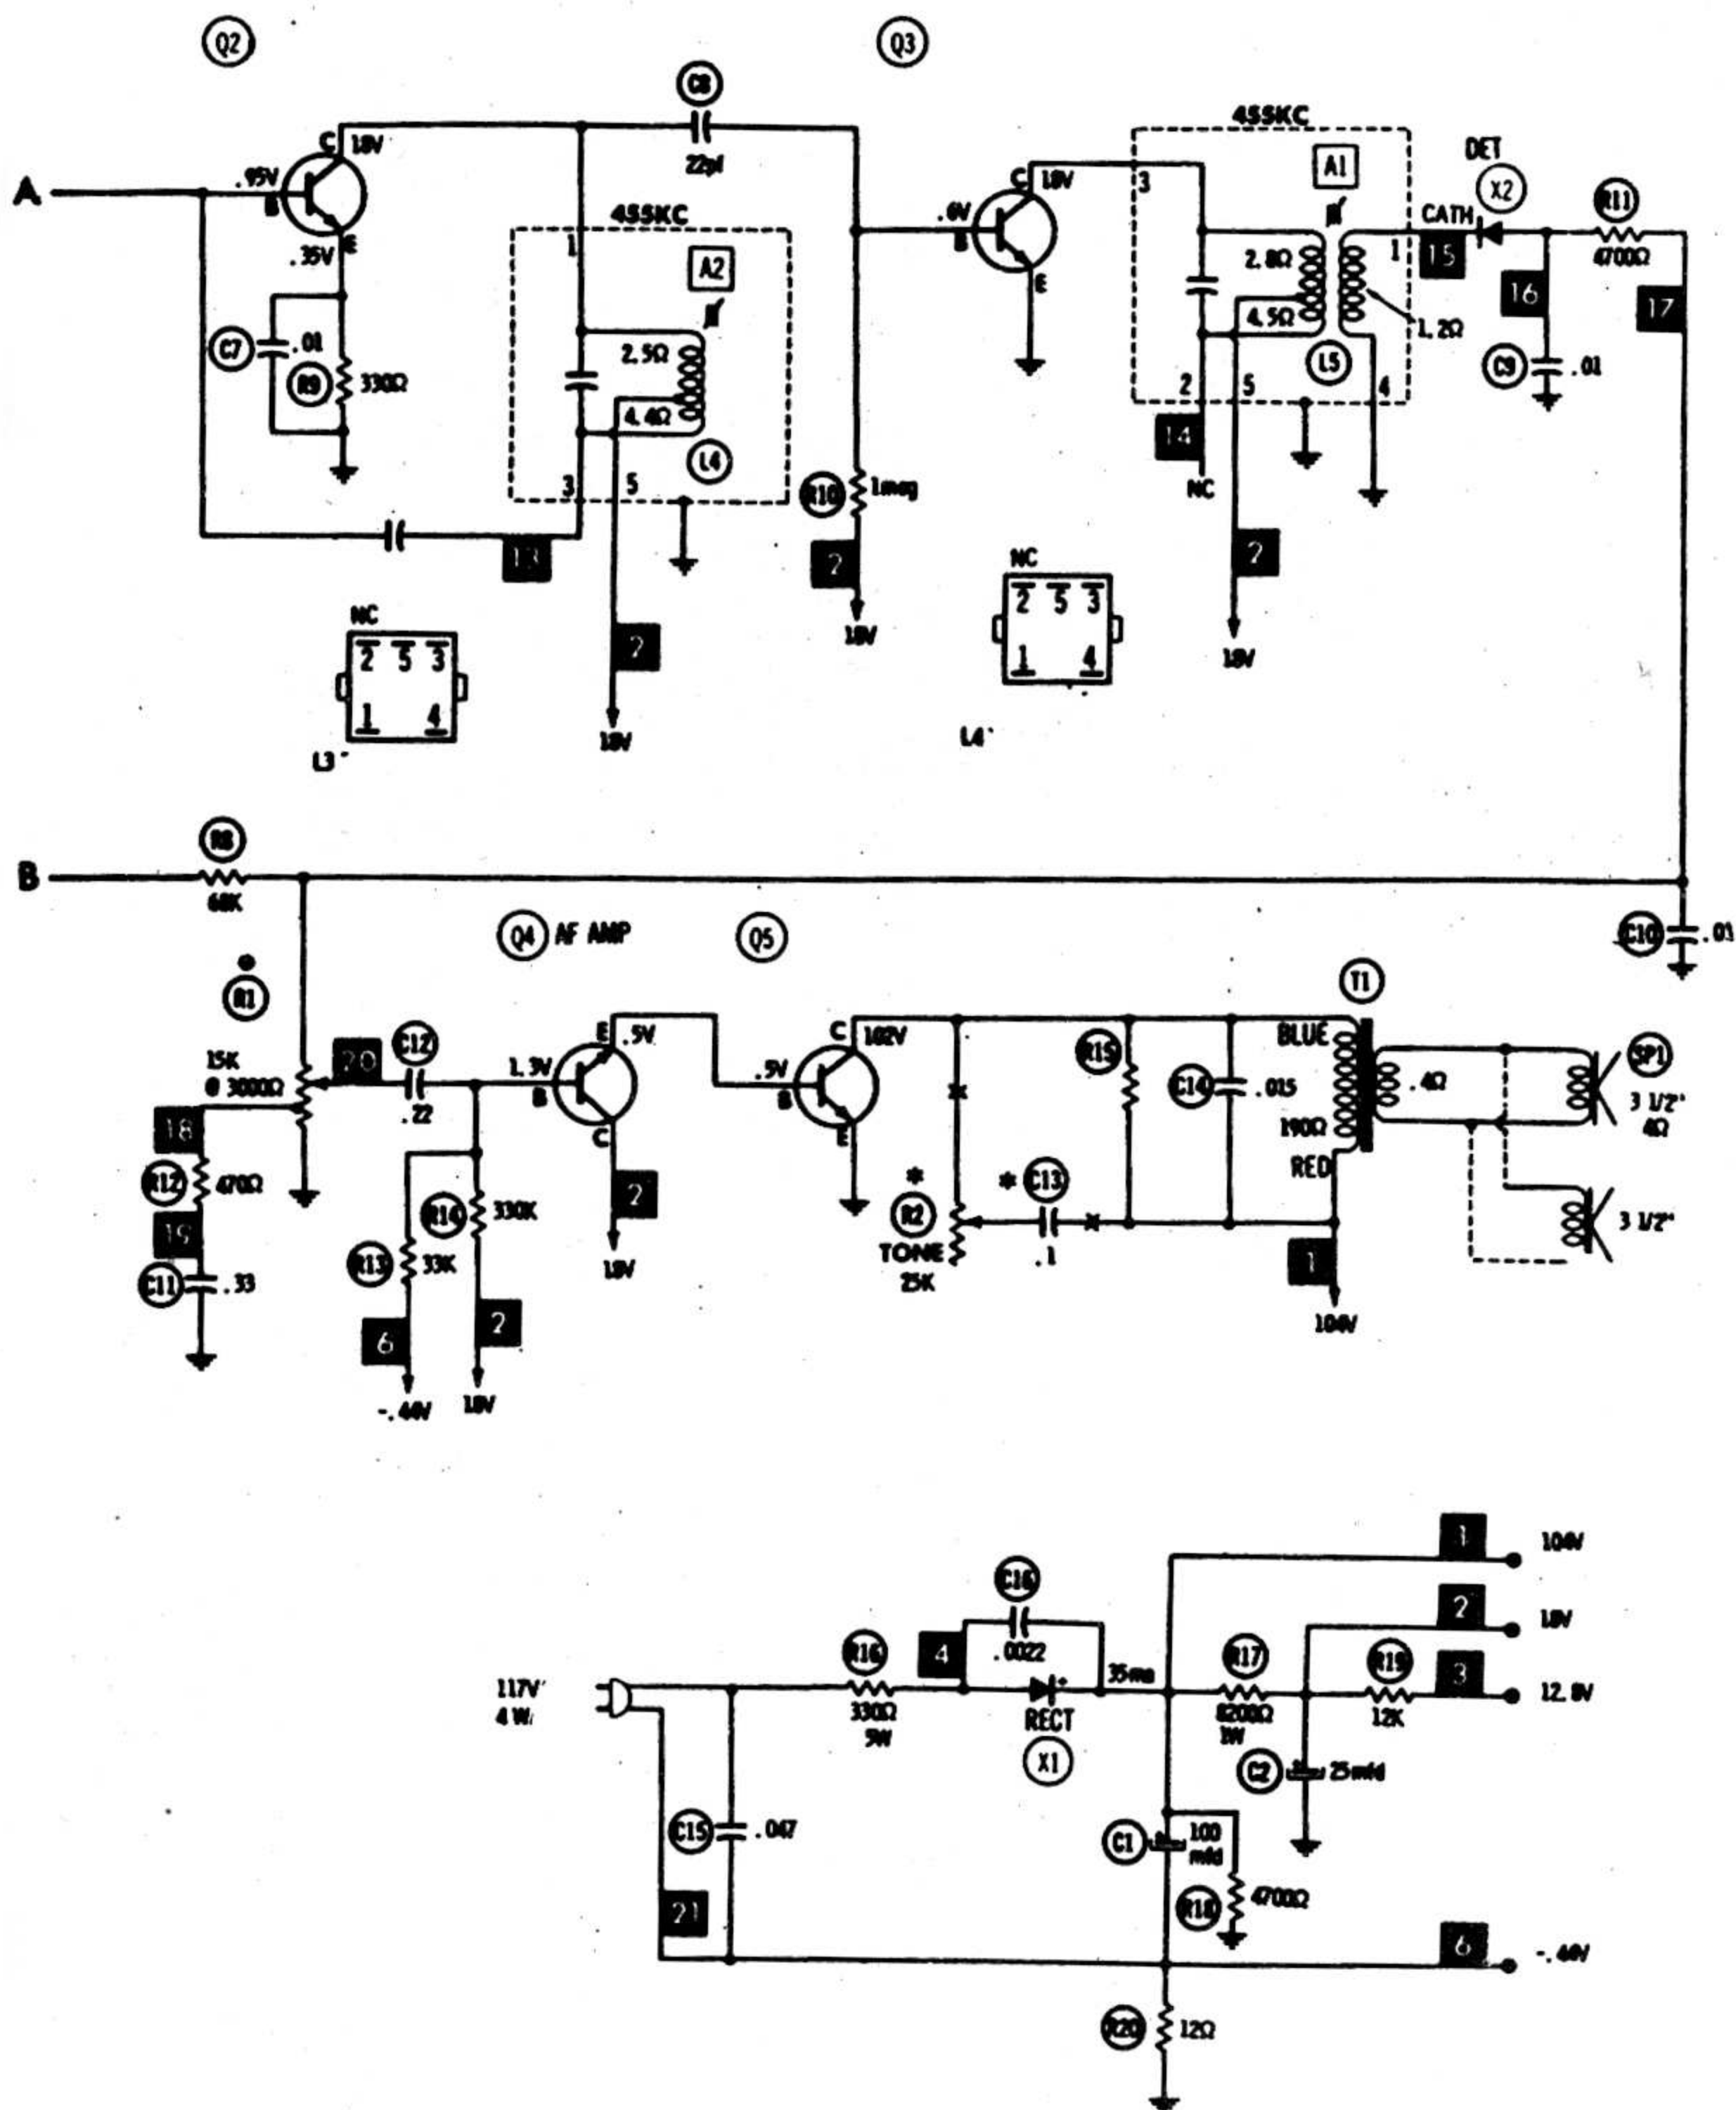 Q2
Q3
C8
22pf
C 18V
.95V
B
A
E
.35V
C7
.01
R9
330Ω
455KC
1
A2
2.5Ω
4.4Ω
L4
3
5
13
2
18V
NC
2 5 3
1 4
L3
R10
1meg
2
18V
C 18V
.6V
B
E
455KC
3
A1
2.8Ω
4.5Ω
1
1.2Ω
L5
2
5
4
14
NC
2
18V
NC
2 5 3
1 4
L4
DET
X2
CATH
15
16
C9
.01
R11
4700Ω
17
B
R8
68K
Q4 AF AMP
Q5
C10
.01
R1
15K
@ 3000Ω
20
C12
.22
18
R12
470Ω
19
C11
.33
1.3V
B
E
.5V
C
2
18V
R14
330K
R13
33K
6
-.44V
2
18V
C 102V
.5V
B
E
* R2
TONE
25K
* C13
.1
R15
C14
.015
T1
BLUE
190Ω
RED
.4Ω
1
104V
SP1
3 1/2"
4Ω
3 1/2"
117V
4 W
R16
330Ω
5W
4
C16
.0022
35ma
RECT
X1
+
R17
8200Ω
1W
R19
12K
1
104V
2
18V
3
12.8V
C2
25mfd
C15
.047
C1
100
mfd
R18
4700Ω
21
6
-.44V
R20
12Ω